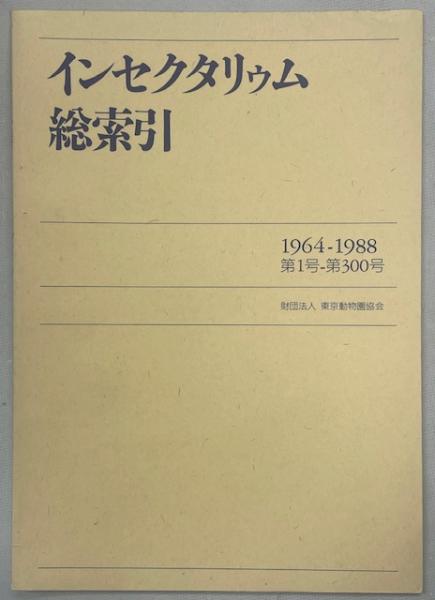 インセクタリゥム
総索引
1964-1988
第1号-第300号
財団法人 東京動物園協会